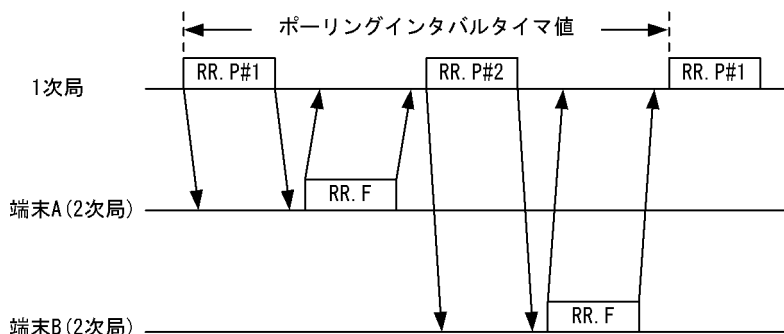 ポーリングインタバルタイマ値
RR. P#1
RR. P#2
RR. P#1
1次局
RR. F
端末A(2次局)
RR. F
端末B(2次局)